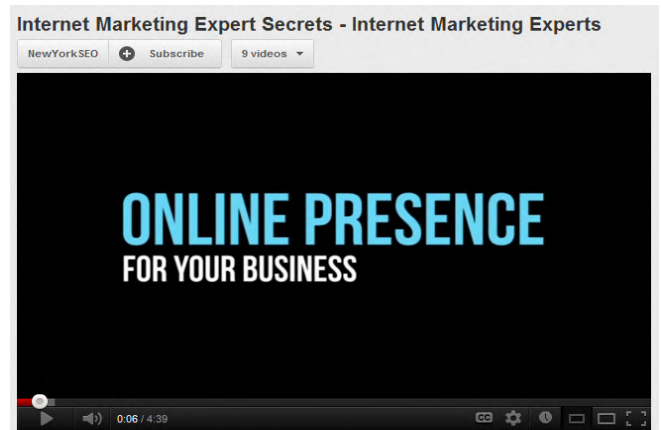 Internet Marketing Expert Secrets - Internet Marketing Experts
NewYorkSEO Subscribe 9 videos
ONLINE PRESENCE
FOR YOUR BUSINESS
0:06 / 4:39 CC